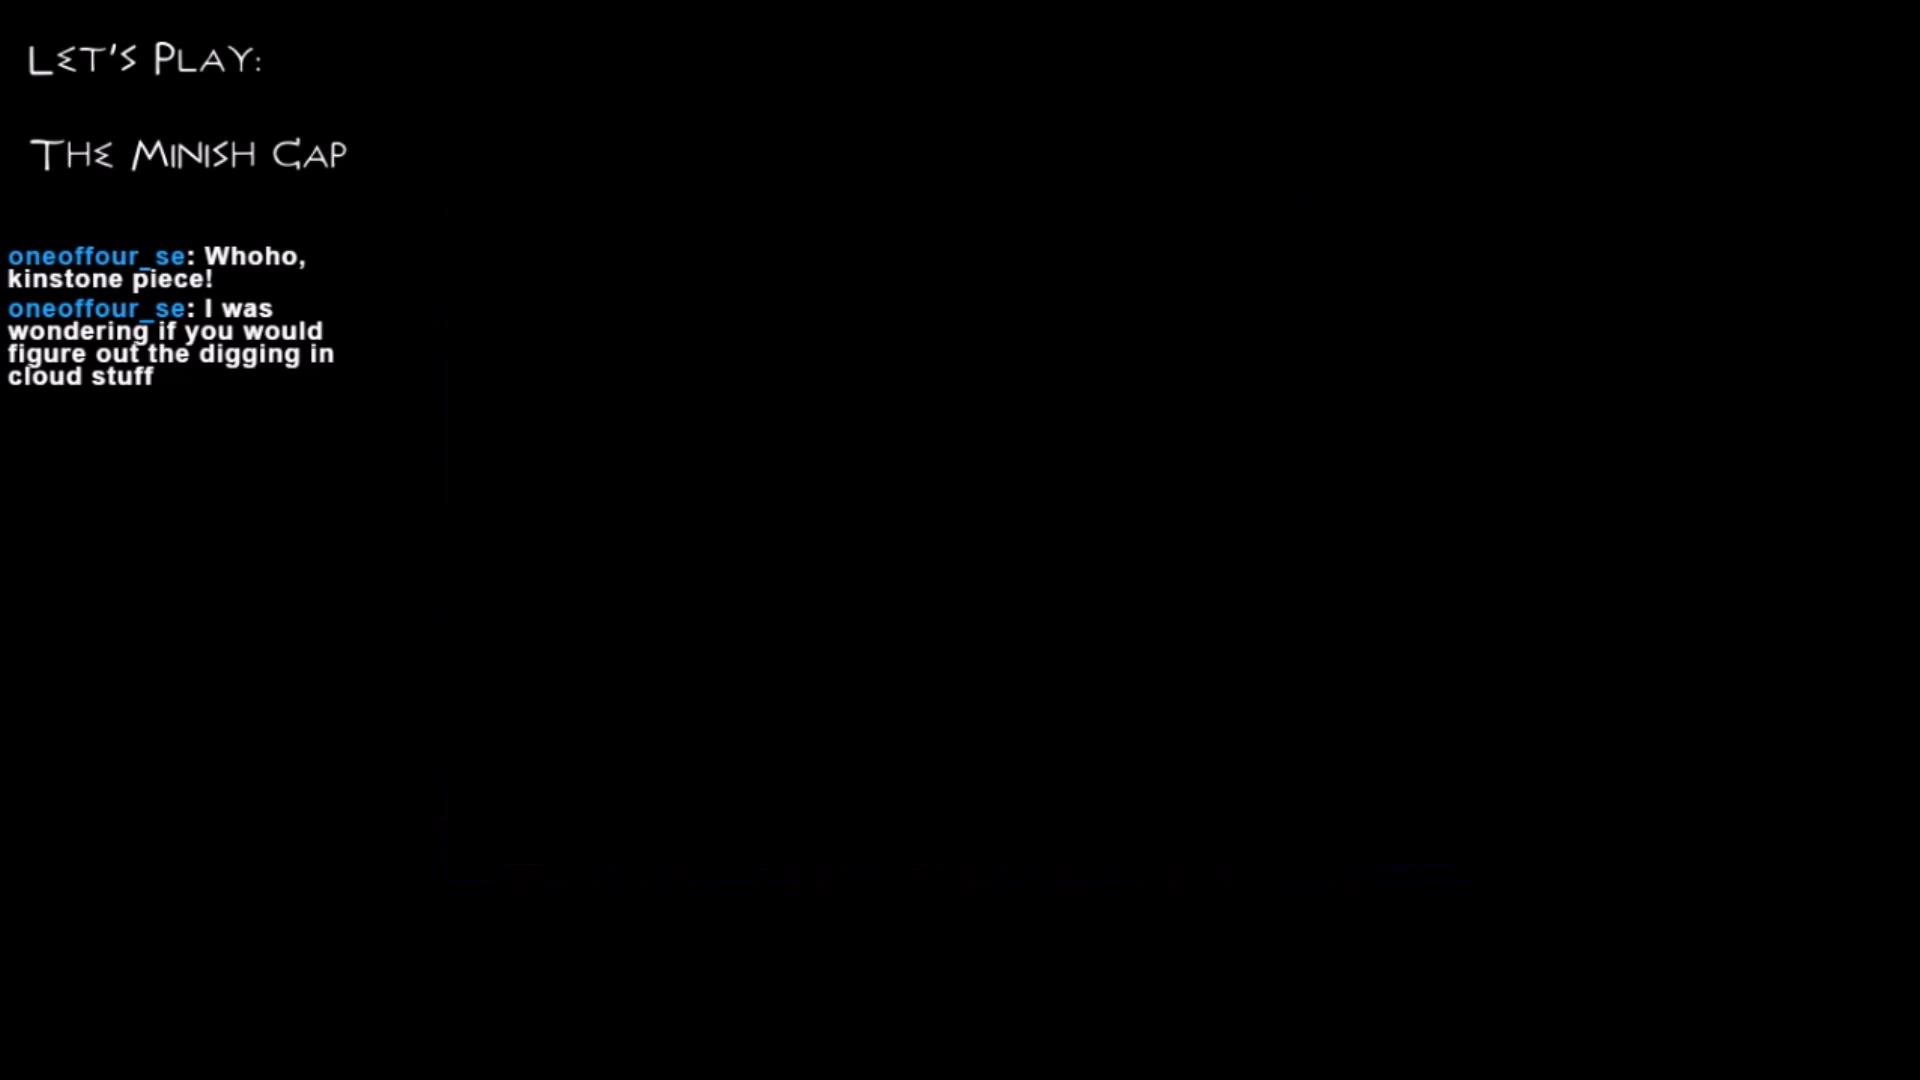 LET'S PLAY:
THE MINISH CAP
oneoffour_se: Whoho,
kinstone piece!
oneoffour_se: I was
wondering if you would
figure out the digging in
cloud stuff